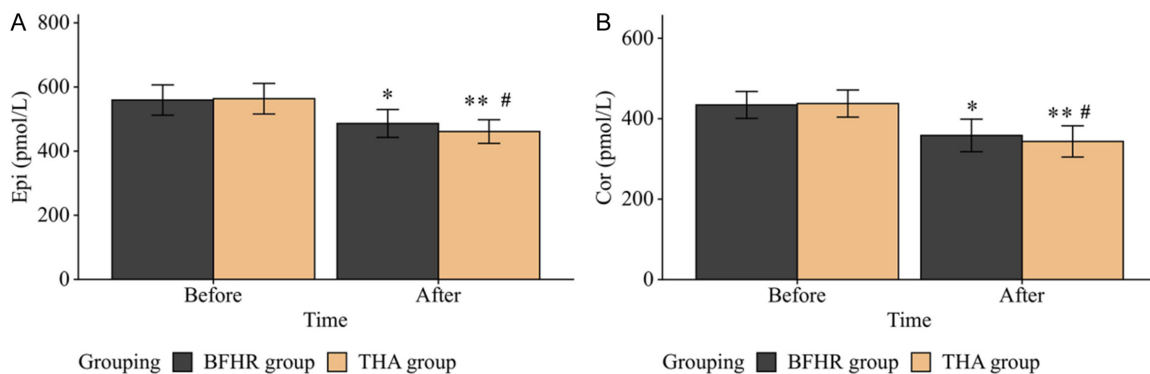 A
Epi (pmol/L)
800
600
400
200
0
*
** #
Before
After
Time
Grouping BFHR group THA group
B
Cor (pmol/L)
600
400
200
0
*
** #
Before
After
Time
Grouping BFHR group THA group